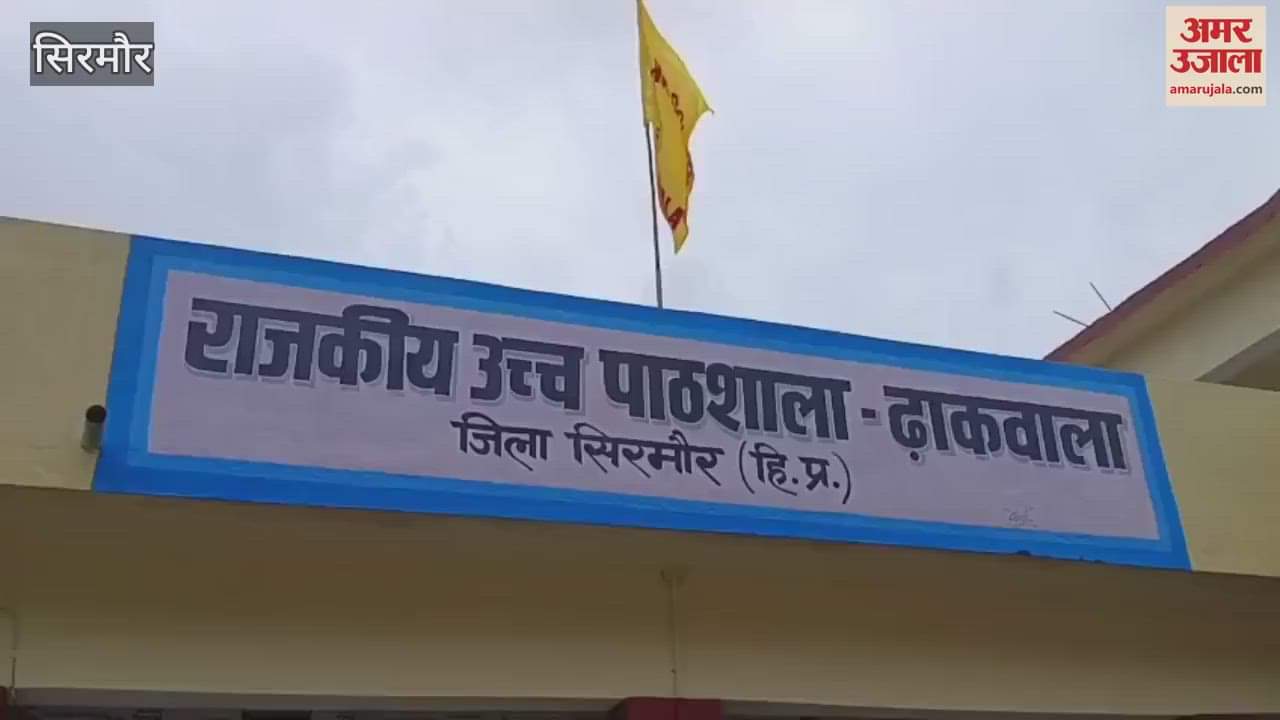 सिरमौर
अमर
उजाला
amarujala.com
राजकीय उच्च पाठशाला - ढ़ाकवाला
जिला सिरमौर (हि.प्र.)